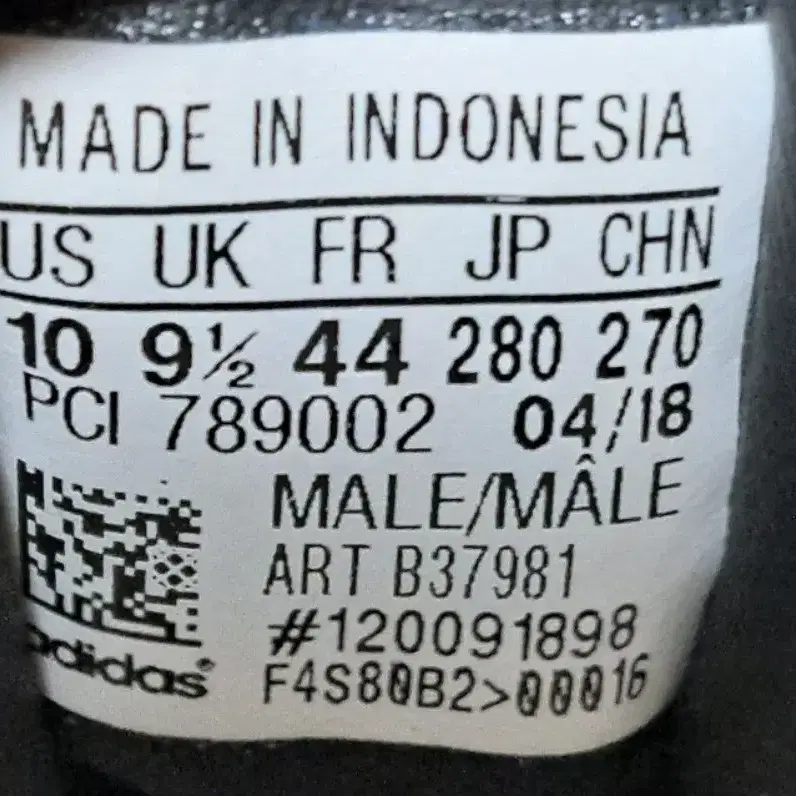 MADE IN INDONESIA
US UK FR JP CHN
10 9½ 44 280 270
PCI 789002 04/18
MALE/MÂLE
ART B37981
#120091898
adidas®
F4S80B2>00016